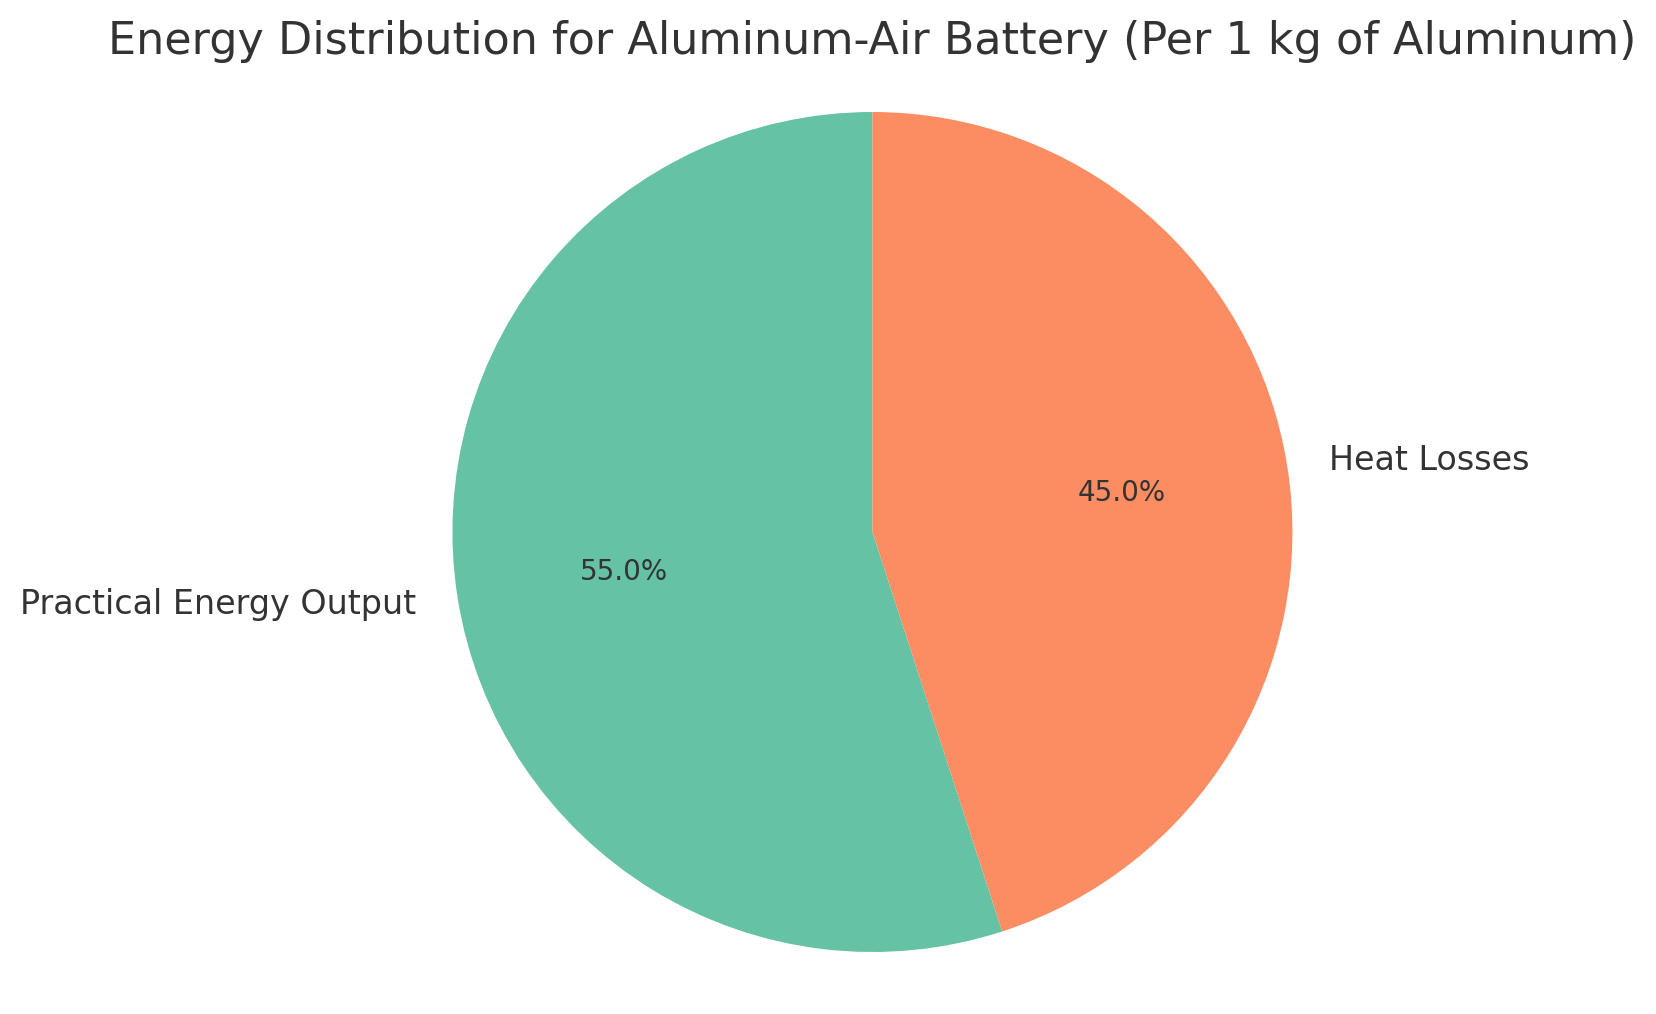 Energy Distribution for Aluminum-Air Battery (Per 1 kg of Aluminum)
Heat Losses
45.0%
55.0%
Practical Energy Output